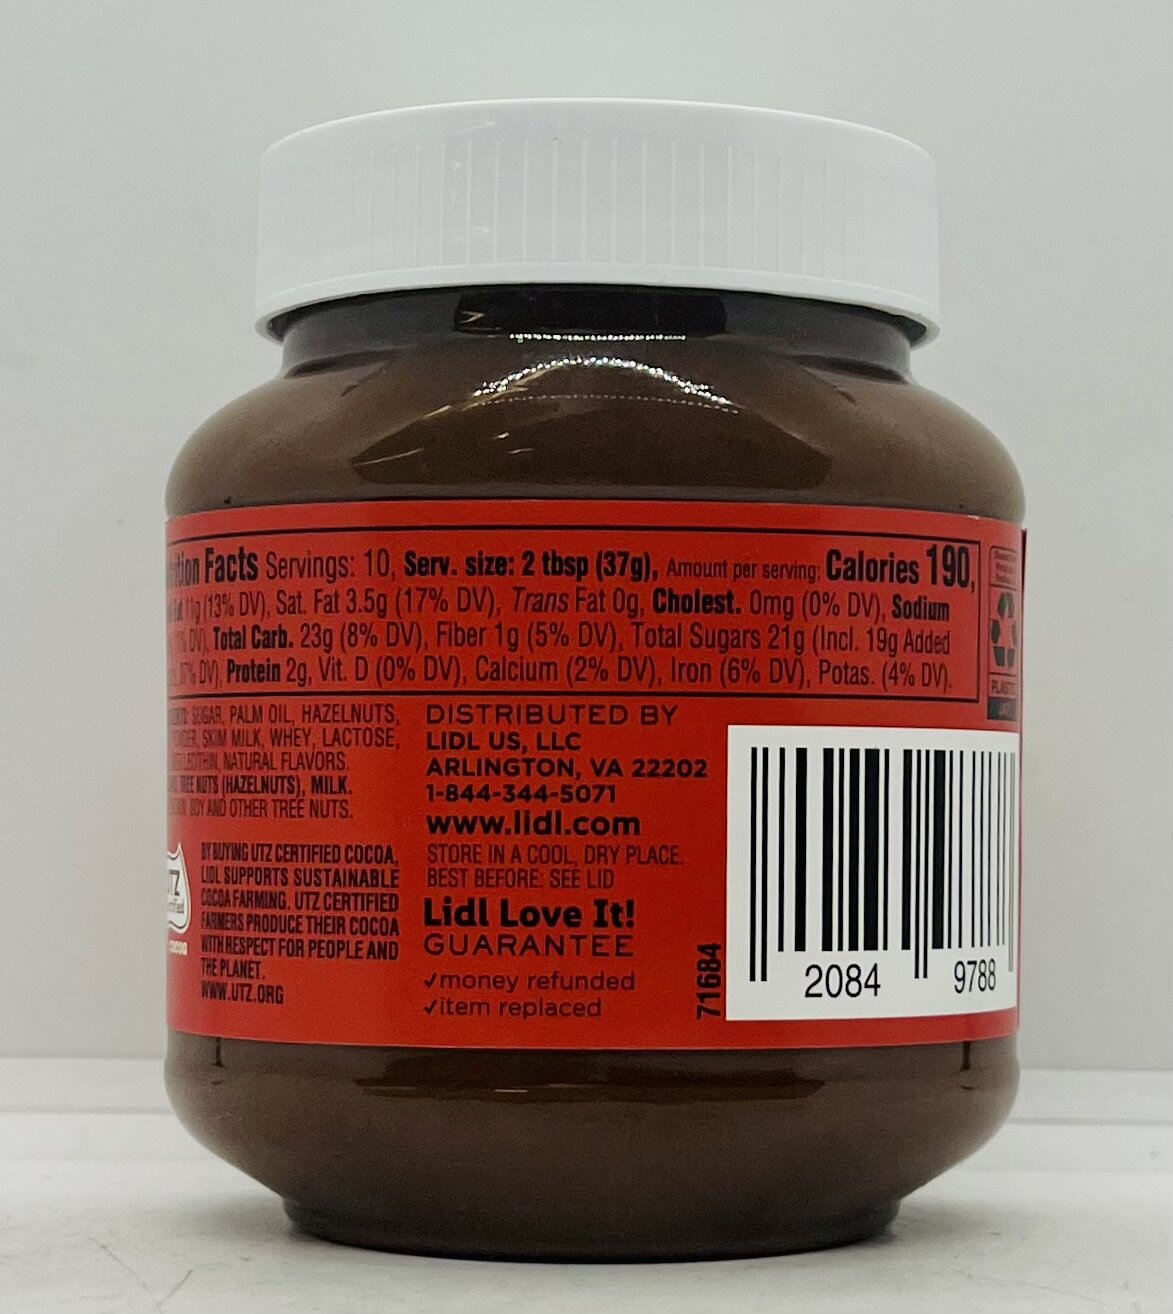 Facts Servings: 10, Serv. size: 2 tbsp (37g), Amount per serving: Calories 190,
11g (13% DV), Sat. Fat 3.5g (17% DV), Trans Fat 0g, Cholest. 0mg (0% DV), Sodium
DV), Total Carb. 23g (8% DV), Fiber 1g (5% DV), Total Sugars 21g (Incl. 19g Added
DV), Protein 2g, Vit. D (0% DV), Calcium (2% DV), Iron (6% DV), Potas. (4% DV).
SUGAR, PALM OIL, HAZELNUTS,
SKIM MILK, WHEY, LACTOSE,
NATURAL FLAVORS.
TREE NUTS (HAZELNUTS), MILK.
SOY AND OTHER TREE NUTS.
BY BUYING UTZ CERTIFIED COCOA,
LIDL SUPPORTS SUSTAINABLE
COCOA FARMING. UTZ CERTIFIED
FARMERS PRODUCE THEIR COCOA
WITH RESPECT FOR PEOPLE AND
THE PLANET.
WWW.UTZ.ORG
DISTRIBUTED BY
LIDL US, LLC
ARLINGTON, VA 22202
1-844-344-5071
www.lidl.com
STORE IN A COOL, DRY PLACE.
BEST BEFORE: SEE LID
Lidl Love It!
GUARANTEE
✓money refunded
✓item replaced
71684
2084 9788